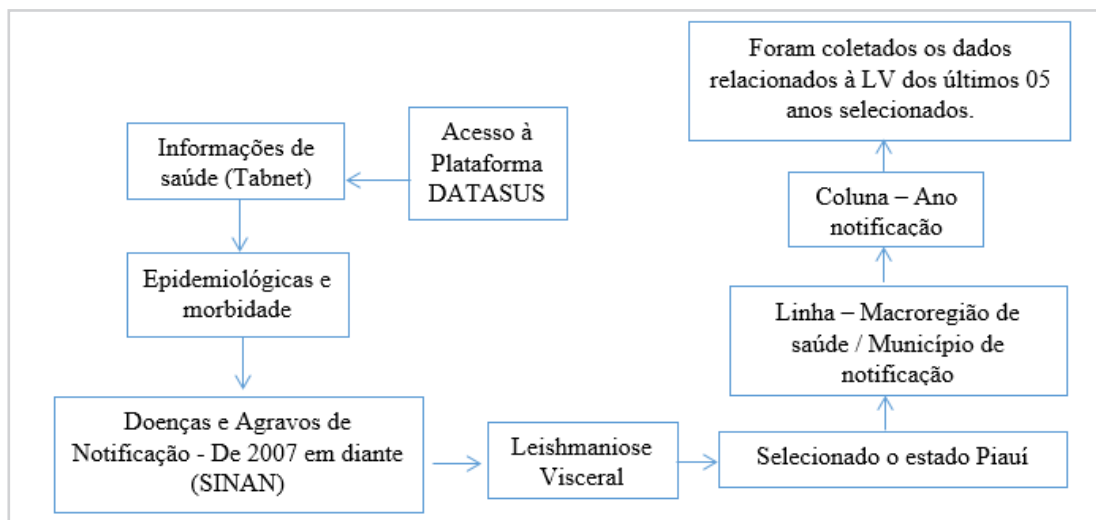 Acesso à
Plataforma
DATASUS
Informações de
saúde (Tabnet)
Epidemiológicas e
morbidade
Doenças e Agravos de
Notificação - De 2007 em diante
(SINAN)
Leishmaniose
Visceral
Selecionado o estado Piauí
Linha – Macroregião de
saúde / Município de
notificação
Coluna – Ano
notificação
Foram coletados os dados
relacionados à LV dos últimos 05
anos selecionados.